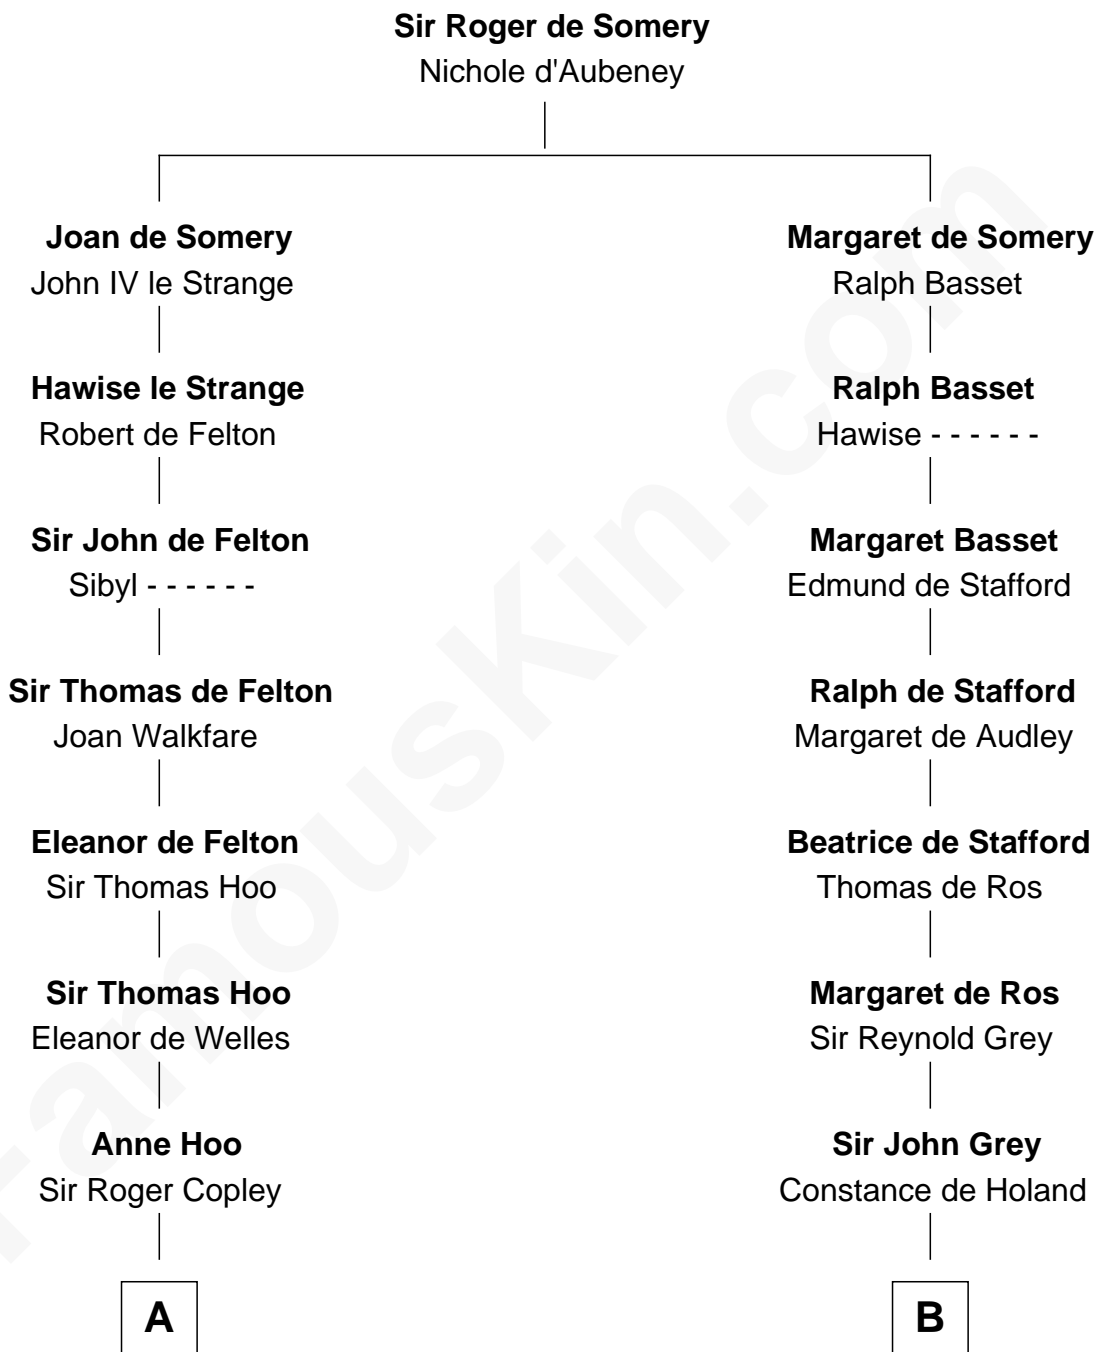 Sir Roger de Somery
Nichole d'Aubeney
Joan de Somery
John IV le Strange
Margaret de Somery
Ralph Basset
Hawise le Strange
Robert de Felton
Ralph Basset
Hawise - - - - - -
Sir John de Felton
Sibyl - - - - - -
Margaret Basset
Edmund de Stafford
Sir Thomas de Felton
Joan Walkfare
Ralph de Stafford
Margaret de Audley
Eleanor de Felton
Sir Thomas Hoo
Beatrice de Stafford
Thomas de Ros
Sir Thomas Hoo
Eleanor de Welles
Margaret de Ros
Sir Reynold Grey
Anne Hoo
Sir Roger Copley
Sir John Grey
Constance de Holand
A
B
FamousKin.com